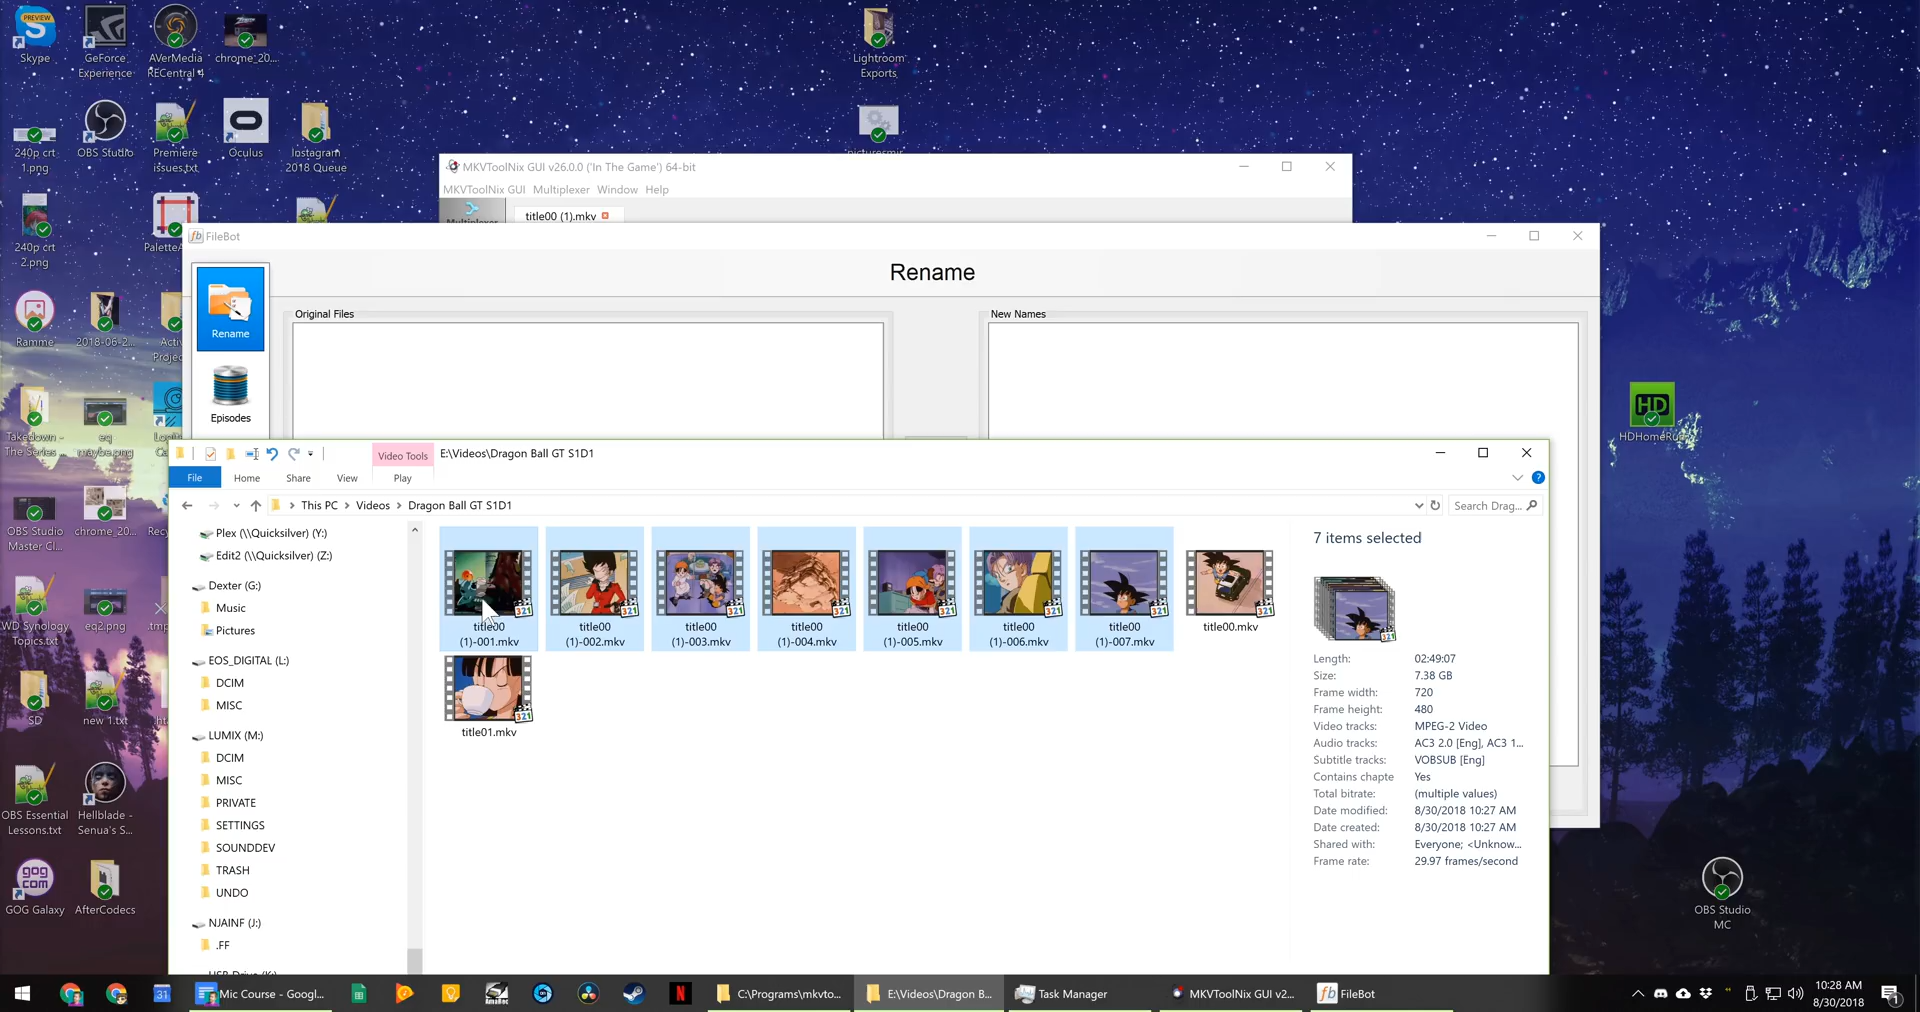 Skype
GeForce
Experience
AVerMedia
RECentral 4
chrome_20...
Lightroom
Exports
240p crt
1.png
OBS Studio
Premiere
issues.txt
Oculus
Instagram
2018 Queue
240p crt
2.png
Ramme
2018-06-2...
OBS Studio
Master Cl...
eq
maybe.png
chrome_20...
WD Synology
Topics.txt
eq2.png
SD
new 1.txt
OBS Essential
Lessons.txt
Hellblade -
Senua's S...
GOG Galaxy
AfterCodecs
HD
OBS Studio
MC
MKVToolNix GUI v26.0.0 ('In The Game') 64-bit
MKVToolNix GUI Multiplexer Window Help
title00 (1).mkv
FileBot
Rename
Rename
Episodes
Original Files
New Names
Video Tools
E:\Videos\Dragon Ball GT S1D1
File Home Share View Play
This PC > Videos > Dragon Ball GT S1D1
Search Drag...
Plex (\\Quicksilver) (Y:)
Edit2 (\\Quicksilver) (Z:)
Dexter (G:)
Music
Pictures
EOS_DIGITAL (L:)
DCIM
MISC
LUMIX (M:)
DCIM
MISC
PRIVATE
SETTINGS
SOUNDDEV
TRASH
UNDO
NJAINF (J:)
.FF
title00
(1)-001.mkv
title00
(1)-002.mkv
title00
(1)-003.mkv
title00
(1)-004.mkv
title00
(1)-005.mkv
title00
(1)-006.mkv
title00
(1)-007.mkv
title00.mkv
title01.mkv
7 items selected
Length: 02:49:07
Size: 7.38 GB
Frame width: 720
Frame height: 480
Video tracks: MPEG-2 Video
Audio tracks: AC3 2.0 [Eng], AC3 1...
Subtitle tracks: VOBSUB [Eng]
Contains chapte Yes
Total bitrate: (multiple values)
Date modified: 8/30/2018 10:27 AM
Date created: 8/30/2018 10:27 AM
Shared with: Everyone; <Unknow...
Frame rate: 29.97 frames/second
Mic Course - Googl...
C:\Programs\mkvto...
E:\Videos\Dragon B...
Task Manager
MKVToolNix GUI v2...
FileBot
10:28 AM
8/30/2018